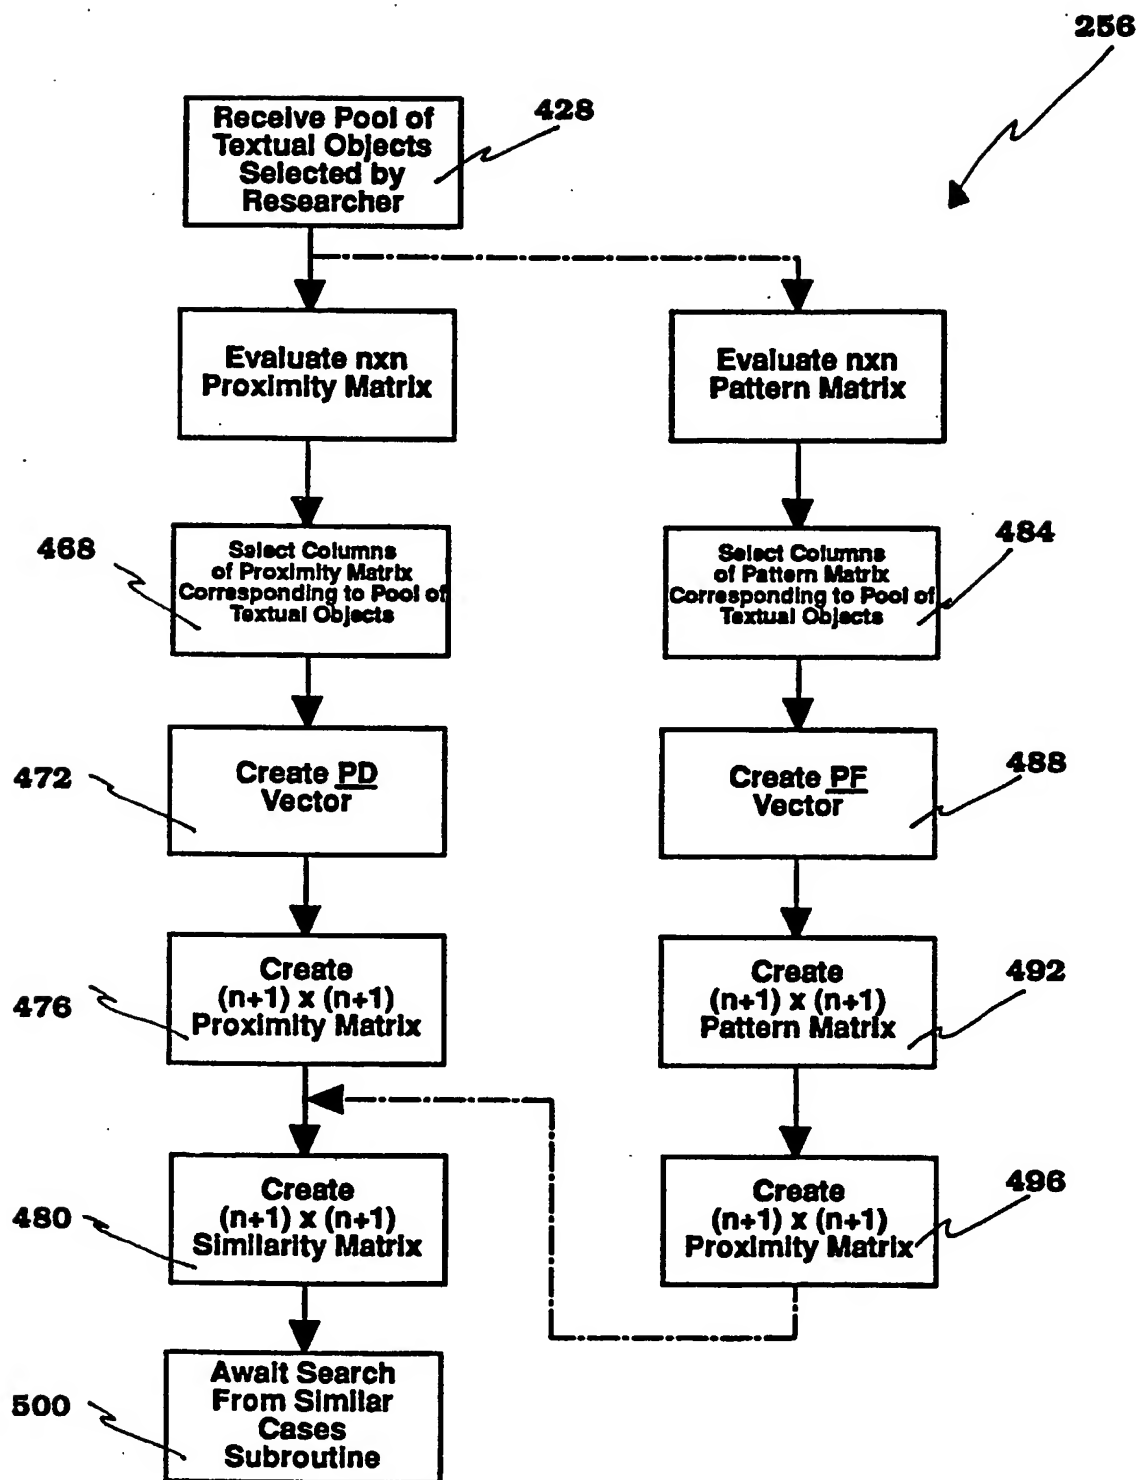 256
Receive Pool of
Textual Objects
Selected by
Researcher
428
Evaluate nxn
Proximity Matrix
Evaluate nxn
Pattern Matrix
468
Select Columns
of Proximity Matrix
Corresponding to Pool of
Textual Objects
Select Columns
of Pattern Matrix
Corresponding to Pool of
Textual Objects
484
472
Create PD
Vector
Create PF
Vector
488
476
Create
(n+1) x (n+1)
Proximity Matrix
Create
(n+1) x (n+1)
Pattern Matrix
492
480
Create
(n+1) x (n+1)
Similarity Matrix
Create
(n+1) x (n+1)
Proximity Matrix
496
500
Await Search
From Similar
Cases
Subroutine